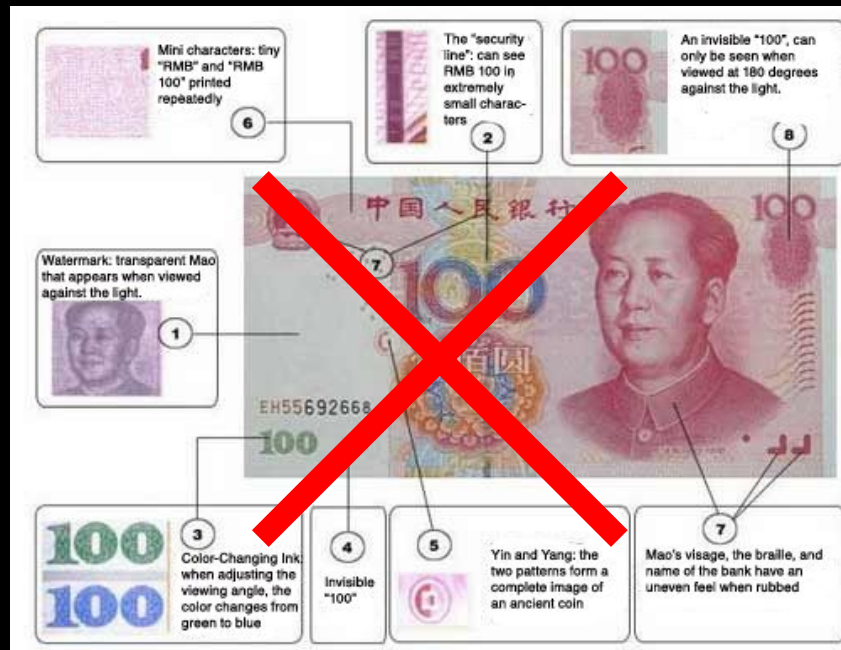 Mini characters: tiny
"RMB" and "RMB
100" printed
repeatedly
6
The "security
line": can see
RMB 100 in
extremely
small charac-
ters
2
An invisible "100", can
only be seen when
viewed at 180 degrees
against the light.
100
8
中国人民银行
100
7
100
佰圆
Watermark: transparent Mao
that appears when viewed
against the light.
1
EH55692668
100
100
100
3
Color-Changing Ink:
when adjusting the
viewing angle, the
color changes from
green to blue
4
Invisible
"100"
5
Yin and Yang: the
two patterns form a
complete image of
an ancient coin
7
Mao's visage, the braille, and
name of the bank have an
uneven feel when rubbed